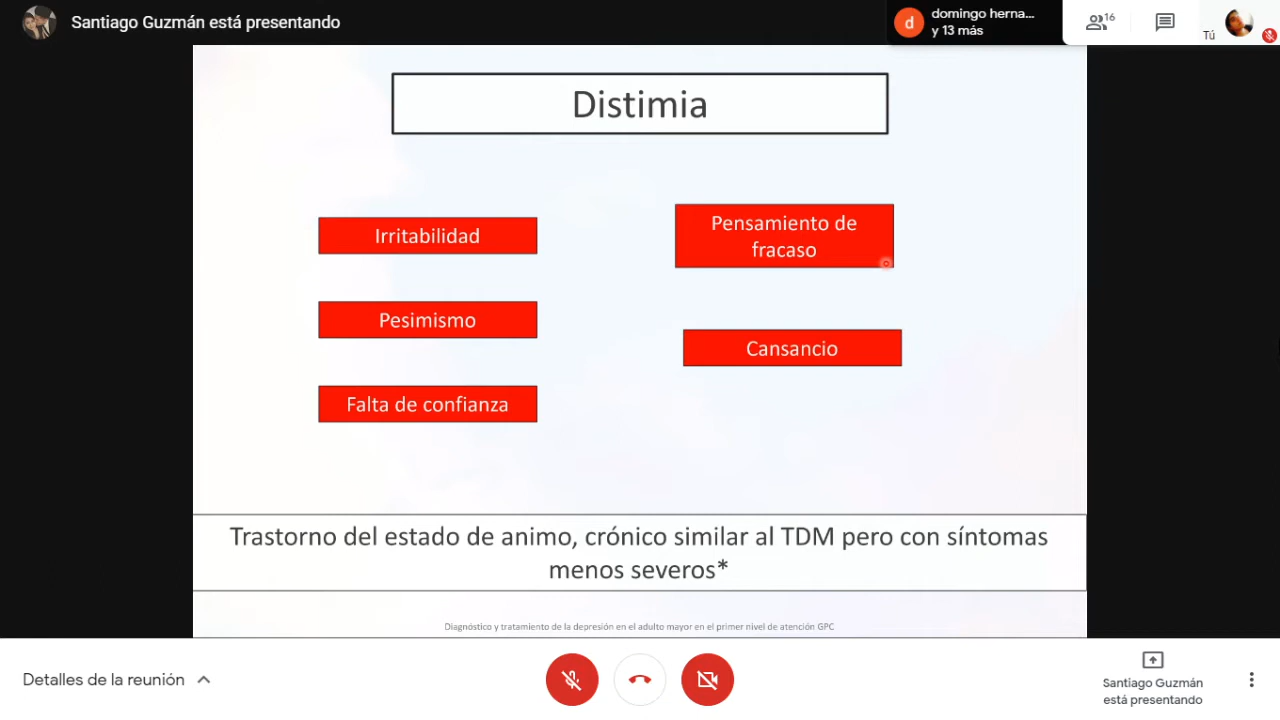 Santiago Guzmán está presentando
d
domingo herna...
y 13 más
16
Tú
Distimia
Irritabilidad
Pesimismo
Falta de confianza
Pensamiento de
fracaso
Cansancio
Trastorno del estado de animo, crónico similar al TDM pero con síntomas
menos severos*
Diagnóstico y tratamiento de la depresión en el adulto mayor en el primer nivel de atención GPC
Detalles de la reunión
Santiago Guzmán
está presentando